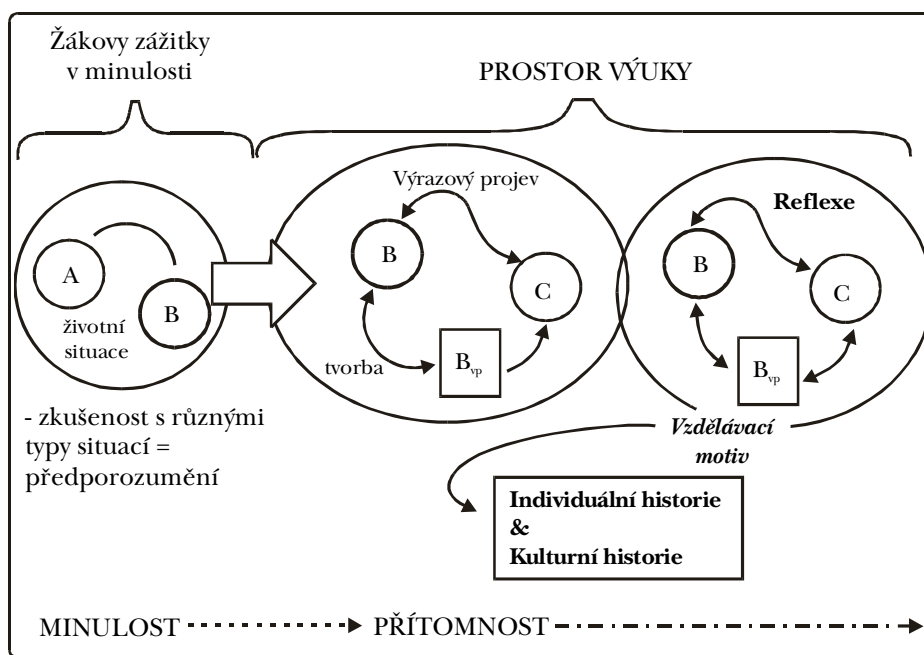 Žákovy zážitky
v minulosti
PROSTOR VÝUKY
A
B
životní
situace
- zkušenost s různými
typy situací =
předporozumění
Výrazový projev
B
C
tvorba
Bvp
Reflexe
B
C
Bvp
Vzdělávací
motiv
Individuální historie
&
Kulturní historie
MINULOST
PŘÍTOMNOST